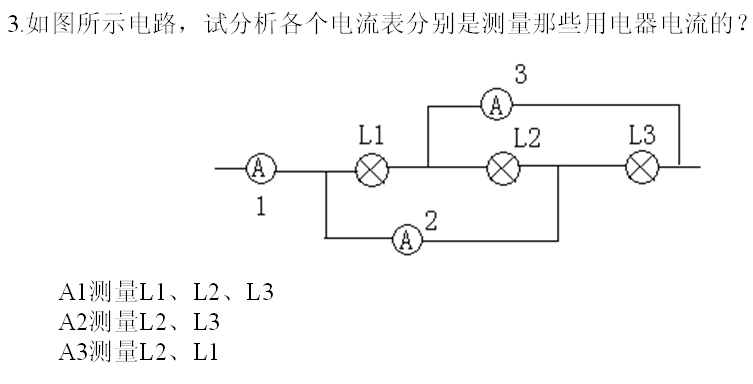 3.如图所示电路，试分析各个电流表分别是测量那些用电器电流的?
3
A
L1
L2
L3
A
1
2
A
A1测量L1、L2、L3
A2测量L2、L3
A3测量L2、L1